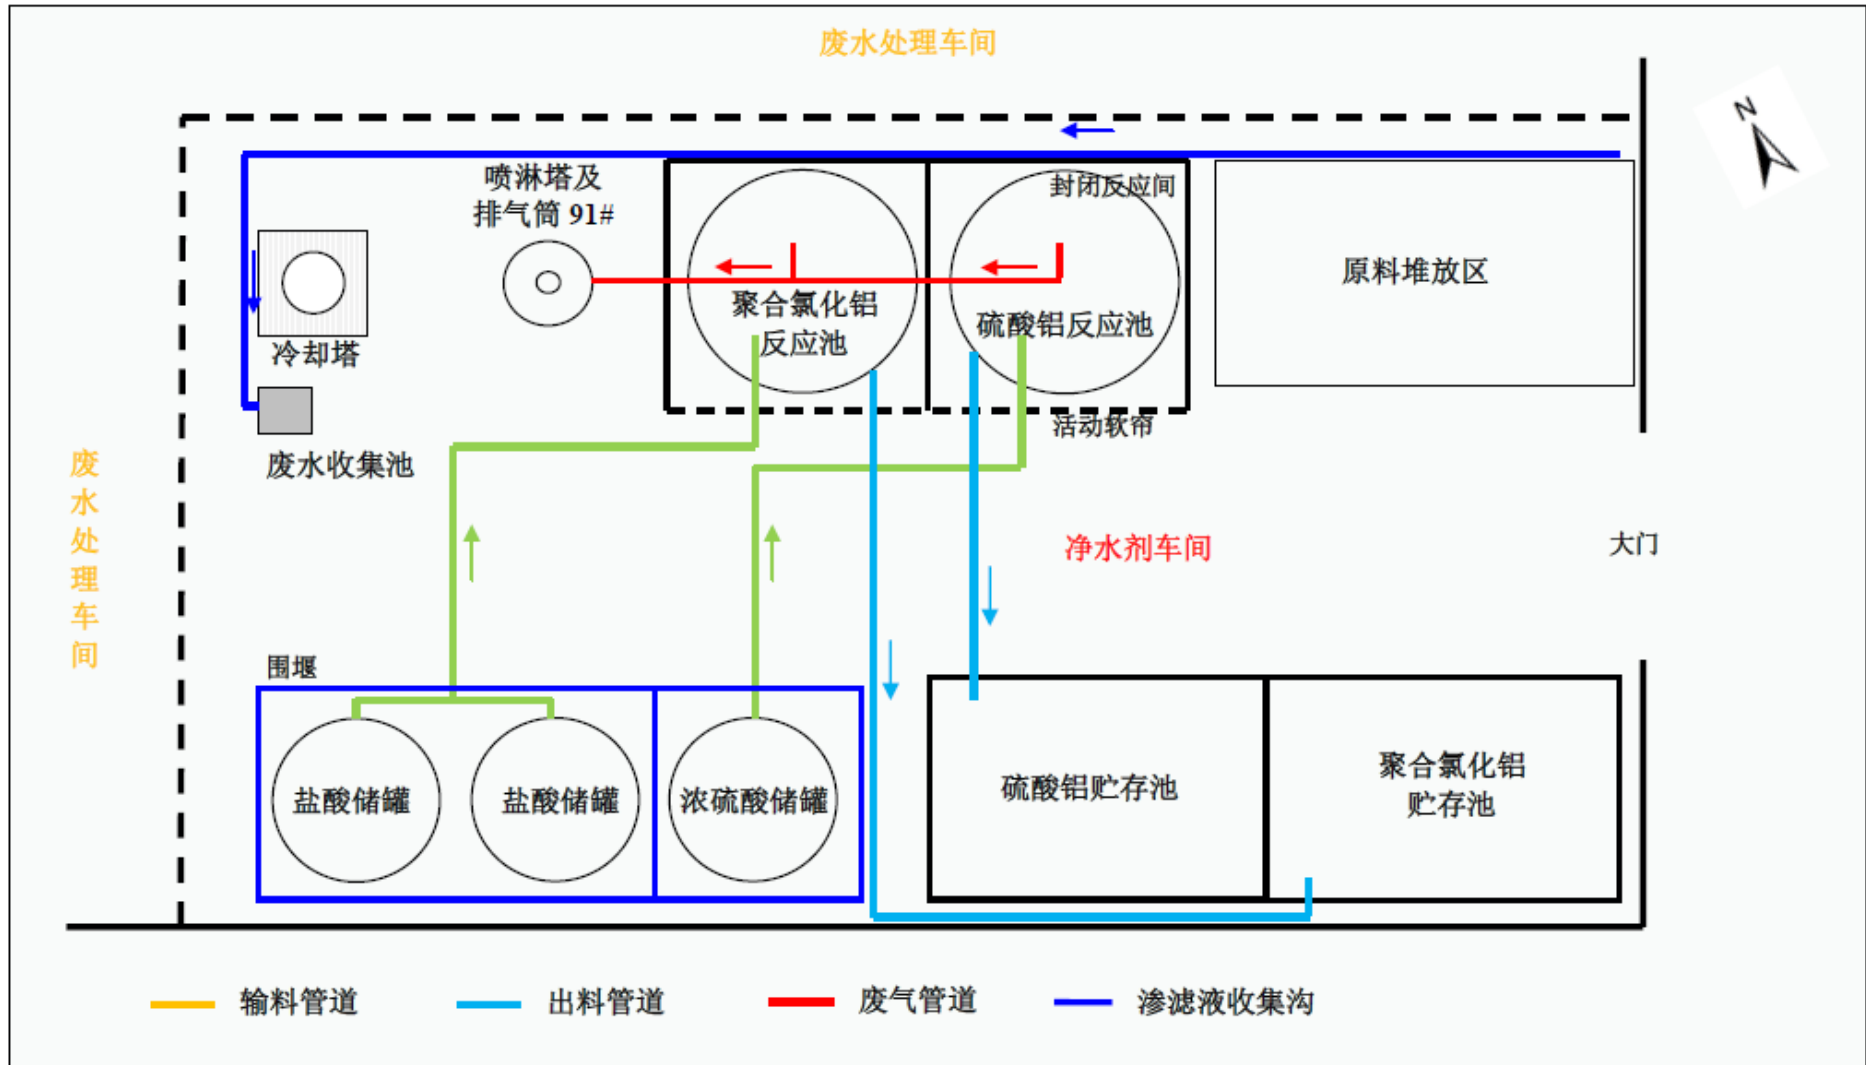 废水处理车间
N
喷淋塔及
排气筒 91#
封闭反应间
原料堆放区
聚合氯化铝
反应池
硫酸铝反应池
冷却塔
活动软帘
废水收集池
废水处理车间
净水剂车间
大门
围堰
盐酸储罐
盐酸储罐
浓硫酸储罐
硫酸铝贮存池
聚合氯化铝
贮存池
输料管道
出料管道
废气管道
渗滤液收集沟